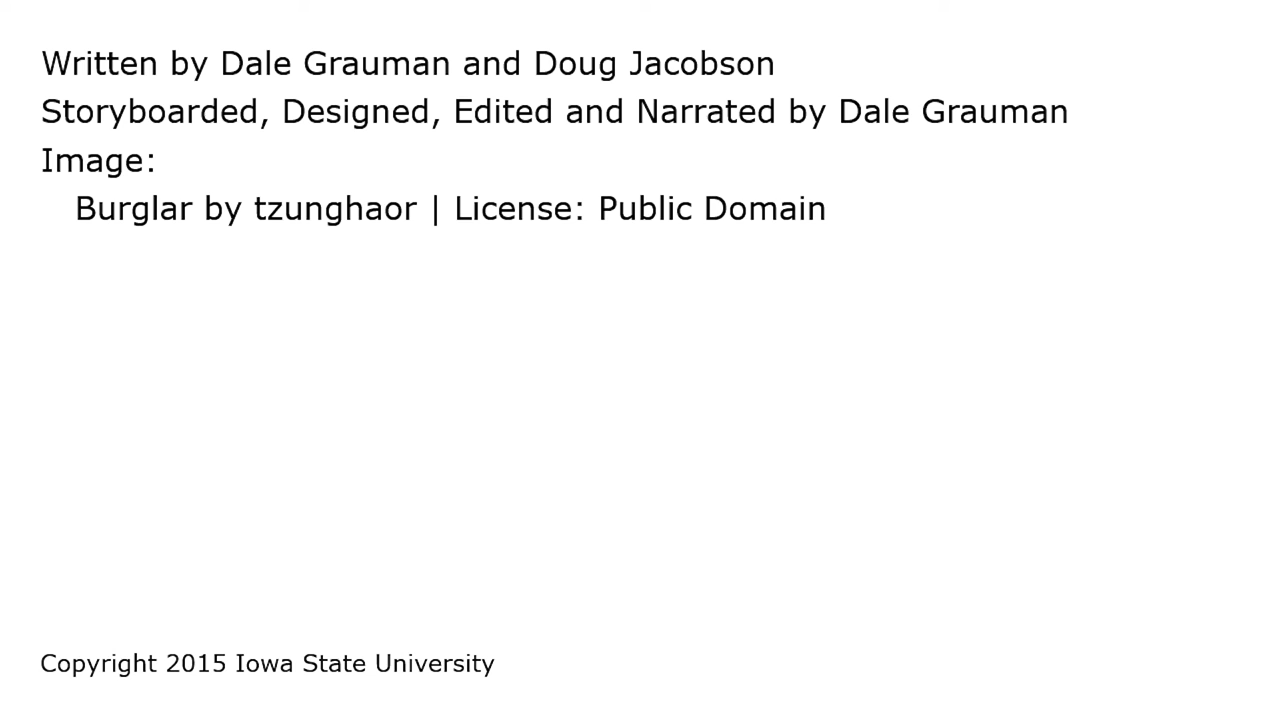 Written by Dale Grauman and Doug Jacobson
Storyboarded, Designed, Edited and Narrated by Dale Grauman
Image:
Burglar by tzunghaor | License: Public Domain
Copyright 2015 Iowa State University